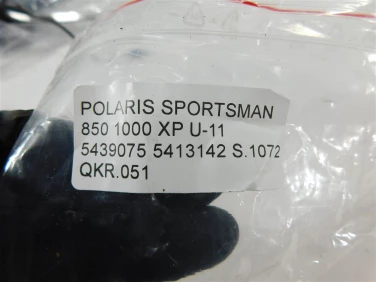 POLARIS SPORTSMAN
850 1000 XP U-11
5439075 5413142 S.1072
QKR.051